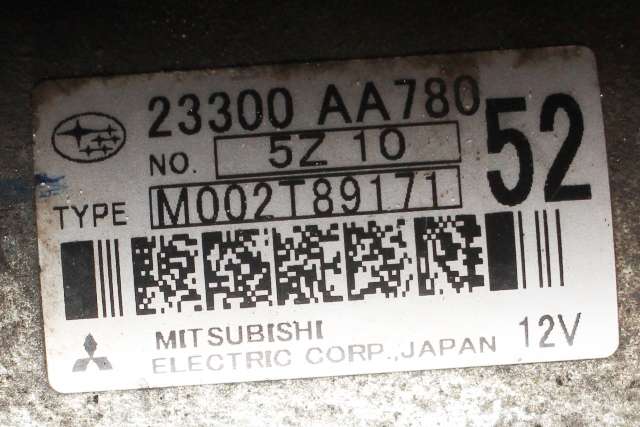 23300 AA780
52
NO. 5Z 10
TYPE M002T89171
MITSUBISHI
ELECTRIC CORP., JAPAN 12V